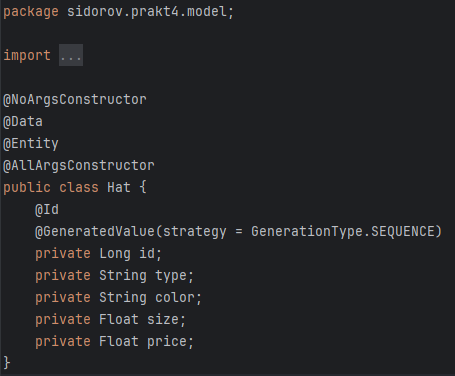 package sidorov.prakt4.model;
import ...
@NoArgsConstructor
@Data
@Entity
@AllArgsConstructor
public class Hat {
@Id
@GeneratedValue(strategy = GenerationType.SEQUENCE)
private Long id;
private String type;
private String color;
private Float size;
private Float price;
}